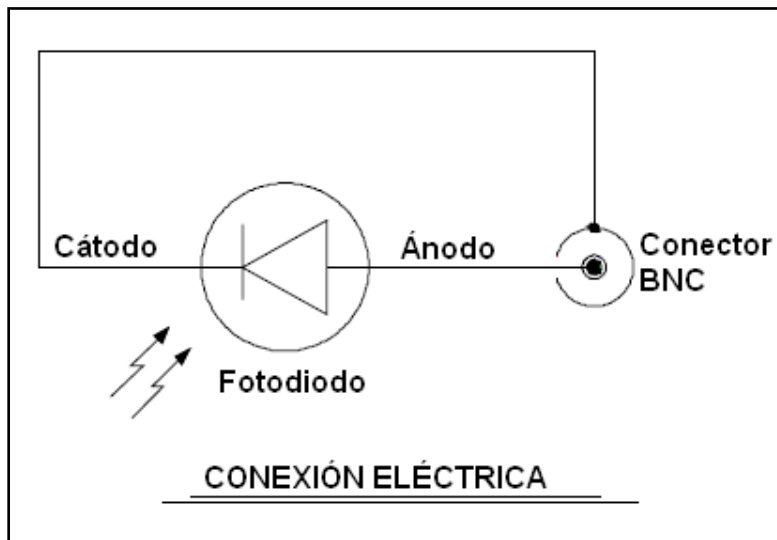 Cátodo
Ánodo
Conector
BNC
Fotodiodo
CONEXIÓN ELÉCTRICA